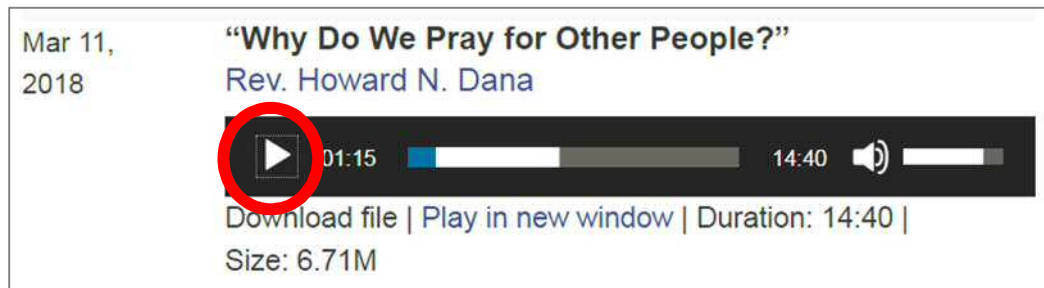 Mar 11,
2018
“Why Do We Pray for Other People?”
Rev. Howard N. Dana
01:15 14:40
Download file | Play in new window | Duration: 14:40 |
Size: 6.71M